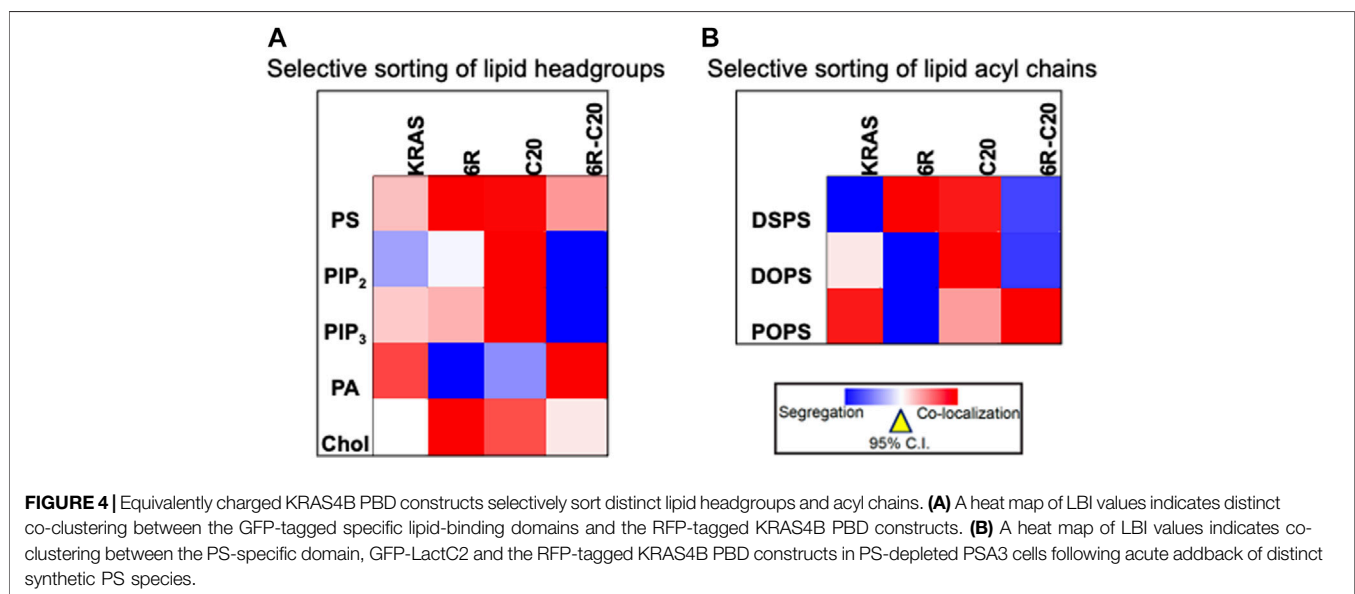 A
Selective sorting of lipid headgroups
KRAS
6R
C20
6R-C20
PS
PIP₂
PIP₃
PA
Chol
B
Selective sorting of lipid acyl chains
KRAS
6R
C20
6R-C20
DSPS
DOPS
POPS
Segregation
Co-localization
95% C.I.
FIGURE 4 | Equivalently charged KRAS4B PBD constructs selectively sort distinct lipid headgroups and acyl chains. (A) A heat map of LBI values indicates distinct
co-clustering between the GFP-tagged specific lipid-binding domains and the RFP-tagged KRAS4B PBD constructs. (B) A heat map of LBI values indicates co-
clustering between the PS-specific domain, GFP-LactC2 and the RFP-tagged KRAS4B PBD constructs in PS-depleted PSA3 cells following acute addback of distinct
synthetic PS species.